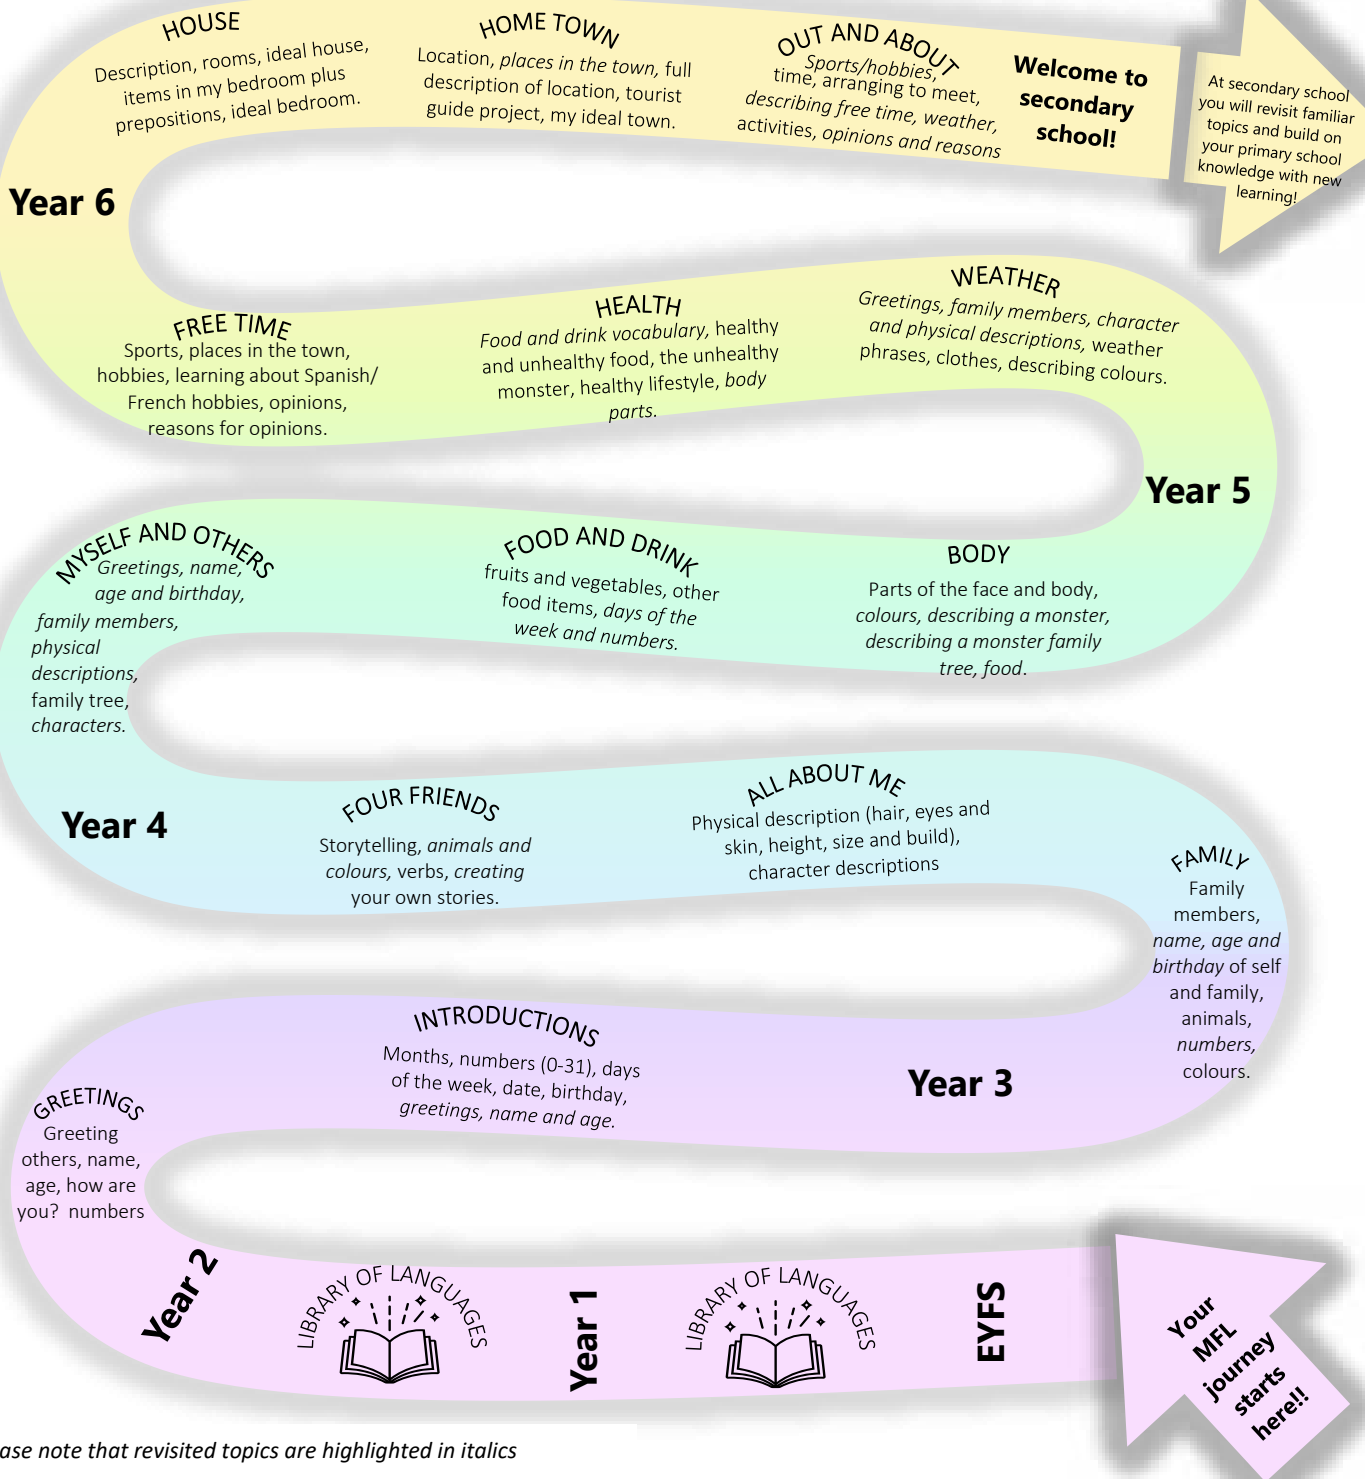 HOUSE
Description, rooms, ideal house,
items in my bedroom plus
prepositions, ideal bedroom.
HOME TOWN
Location, places in the town, full
description of location, tourist
guide project, my ideal town.
OUT AND ABOUT
Sports/hobbies,
time, arranging to meet,
describing free time, weather,
activities, opinions and reasons
Welcome to
secondary
school!
At secondary school
you will revisit familiar
topics and build on
your primary school
knowledge with new
learning!
Year 6
FREE TIME
Sports, places in the town,
hobbies, learning about Spanish/
French hobbies, opinions,
reasons for opinions.
HEALTH
Food and drink vocabulary, healthy
and unhealthy food, the unhealthy
monster, healthy lifestyle, body
parts.
WEATHER
Greetings, family members, character
and physical descriptions, weather
phrases, clothes, describing colours.
Year 5
MYSELF AND OTHERS
Greetings, name,
age and birthday,
family members,
physical
descriptions,
family tree,
characters.
FOOD AND DRINK
fruits and vegetables, other
food items, days of the
week and numbers.
BODY
Parts of the face and body,
colours, describing a monster,
describing a monster family
tree, food.
Year 4
FOUR FRIENDS
Storytelling, animals and
colours, verbs, creating
your own stories.
ALL ABOUT ME
Physical description (hair, eyes and
skin, height, size and build),
character descriptions
FAMILY
Family
members,
name, age and
birthday of self
and family,
animals,
numbers,
colours.
INTRODUCTIONS
Months, numbers (0-31), days
of the week, date, birthday,
greetings, name and age.
Year 3
GREETINGS
Greeting
others, name,
age, how are
you? numbers
Year 2
LIBRARY OF LANGUAGES
Year 1
LIBRARY OF LANGUAGES
EYFS
Your
MFL
journey
starts
here!!
ase note that revisited topics are highlighted in italics